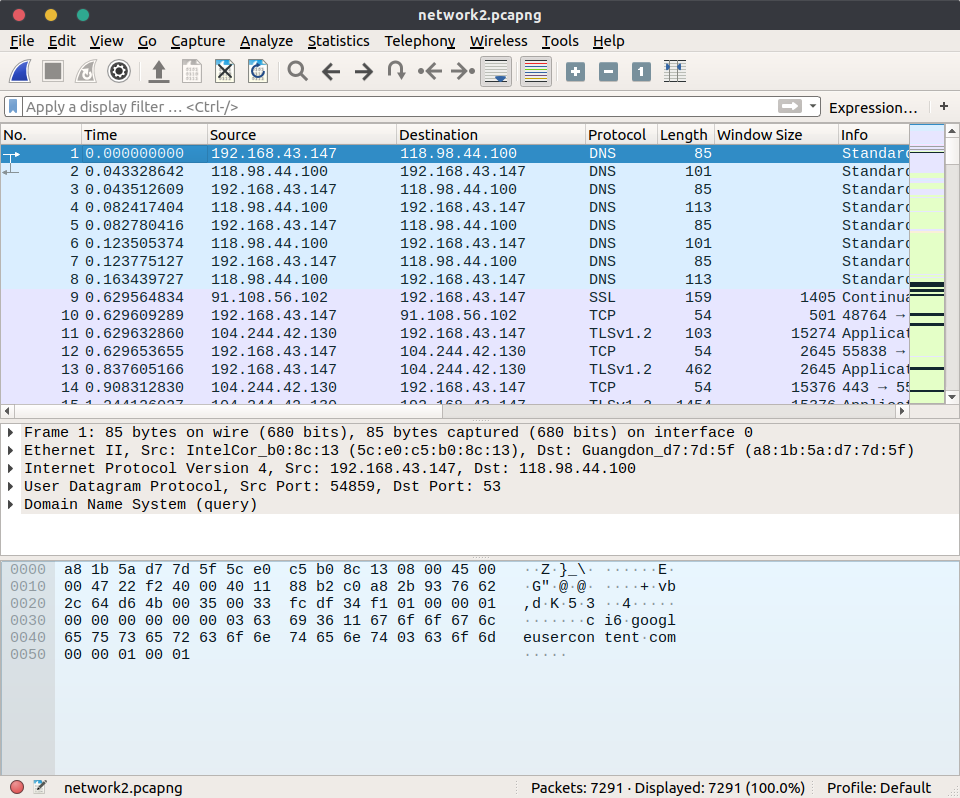 network2.pcapng
File Edit View Go Capture Analyze Statistics Telephony Wireless Tools Help
Apply a display filter … <Ctrl-/> Expression… +
No. Time Source Destination Protocol Length Window Size Info
1 0.000000000 192.168.43.147 118.98.44.100 DNS 85 Standard
2 0.043328642 118.98.44.100 192.168.43.147 DNS 101 Standard
3 0.043512609 192.168.43.147 118.98.44.100 DNS 85 Standard
4 0.082417404 118.98.44.100 192.168.43.147 DNS 113 Standard
5 0.082780416 192.168.43.147 118.98.44.100 DNS 85 Standard
6 0.123505374 118.98.44.100 192.168.43.147 DNS 101 Standard
7 0.123775127 192.168.43.147 118.98.44.100 DNS 85 Standard
8 0.163439727 118.98.44.100 192.168.43.147 DNS 113 Standard
9 0.629564834 91.108.56.102 192.168.43.147 SSL 159 1405 Continua
10 0.629609289 192.168.43.147 91.108.56.102 TCP 54 501 48764 →
11 0.629632860 104.244.42.130 192.168.43.147 TLSv1.2 103 15274 Applicat
12 0.629653655 192.168.43.147 104.244.42.130 TCP 54 2645 55838 →
13 0.837605166 192.168.43.147 104.244.42.130 TLSv1.2 462 2645 Applicat
14 0.908312830 104.244.42.130 192.168.43.147 TCP 54 15376 443 → 55
Frame 1: 85 bytes on wire (680 bits), 85 bytes captured (680 bits) on interface 0
Ethernet II, Src: IntelCor_b0:8c:13 (5c:e0:c5:b0:8c:13), Dst: Guangdon_d7:7d:5f (a8:1b:5a:d7:7d:5f)
Internet Protocol Version 4, Src: 192.168.43.147, Dst: 118.98.44.100
User Datagram Protocol, Src Port: 54859, Dst Port: 53
Domain Name System (query)
0000 a8 1b 5a d7 7d 5f 5c e0 c5 b0 8c 13 08 00 45 00 ··Z·}_\· ······E·
0010 00 47 22 f2 40 00 40 11 88 b2 c0 a8 2b 93 76 62 ·G"·@·@· ····+·vb
0020 2c 64 d6 4b 00 35 00 33 fc df 34 f1 01 00 00 01 ,d·K·5·3 ··4·····
0030 00 00 00 00 00 00 03 63 69 36 11 67 6f 6f 67 6c ·······c i6·googl
0040 65 75 73 65 72 63 6f 6e 74 65 6e 74 03 63 6f 6d eusercon tent·com
0050 00 00 01 00 01 ·····
network2.pcapng Packets: 7291 · Displayed: 7291 (100.0%) Profile: Default